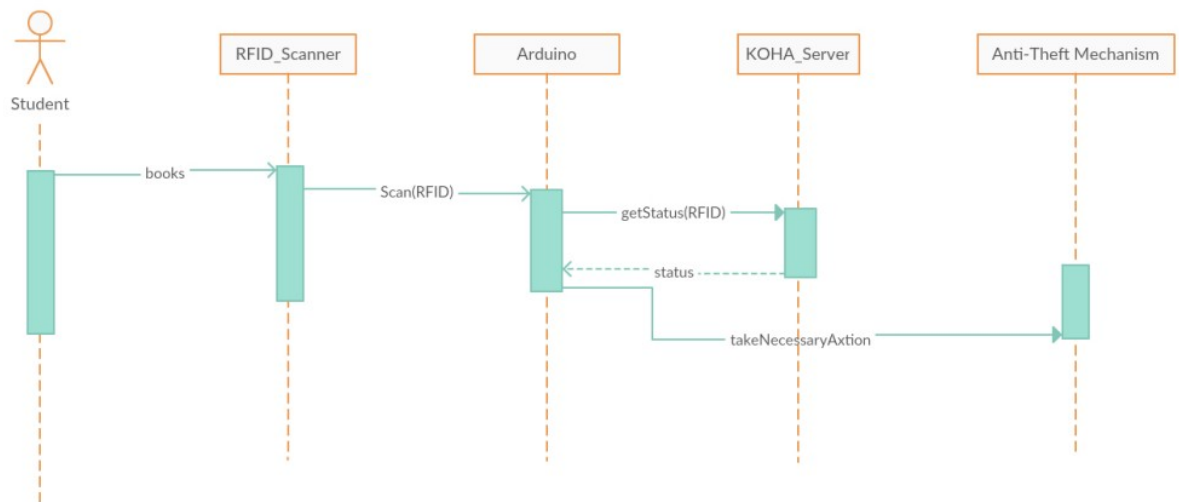 Student
RFID_Scanner
Arduino
KOHA_Server
Anti-Theft Mechanism
books
Scan(RFID)
getStatus(RFID)
status
takeNecessaryAxtion